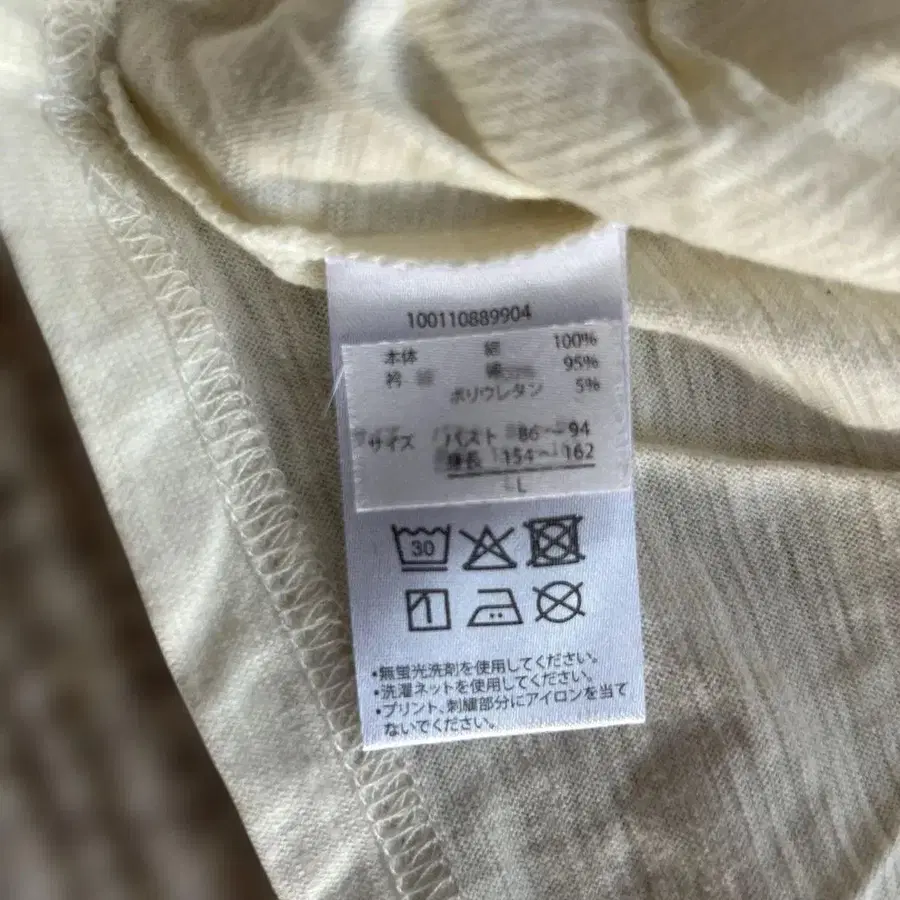 100110889904
本体 綿 100%
衿 綿 95%
ポリウレタン 5%
サイズ バスト 86〜94
身長 154〜162
L
30
•無蛍光洗剤を使用してください。
•洗濯ネットを使用してください。
•プリント、刺繍部分にアイロンを当て
ないでください。